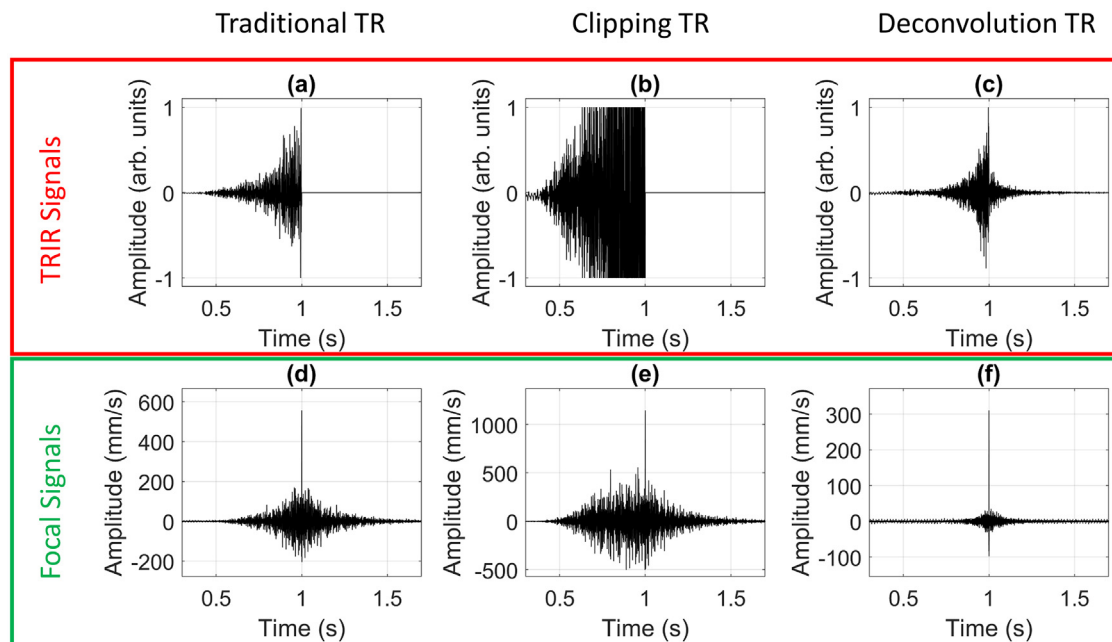 Traditional TR Clipping TR Deconvolution TR
TRIR Signals
(a)
Amplitude (arb. units)
1
0
-1
0.5 1 1.5
Time (s)
(b)
Amplitude (arb. units)
1
0
-1
0.5 1 1.5
Time (s)
(c)
Amplitude (arb. units)
1
0
-1
0.5 1 1.5
Time (s)
Focal Signals
(d)
Amplitude (mm/s)
600
400
200
0
-200
0.5 1 1.5
Time (s)
(e)
Amplitude (mm/s)
1000
500
0
-500
0.5 1 1.5
Time (s)
(f)
Amplitude (mm/s)
300
200
100
0
-100
0.5 1 1.5
Time (s)